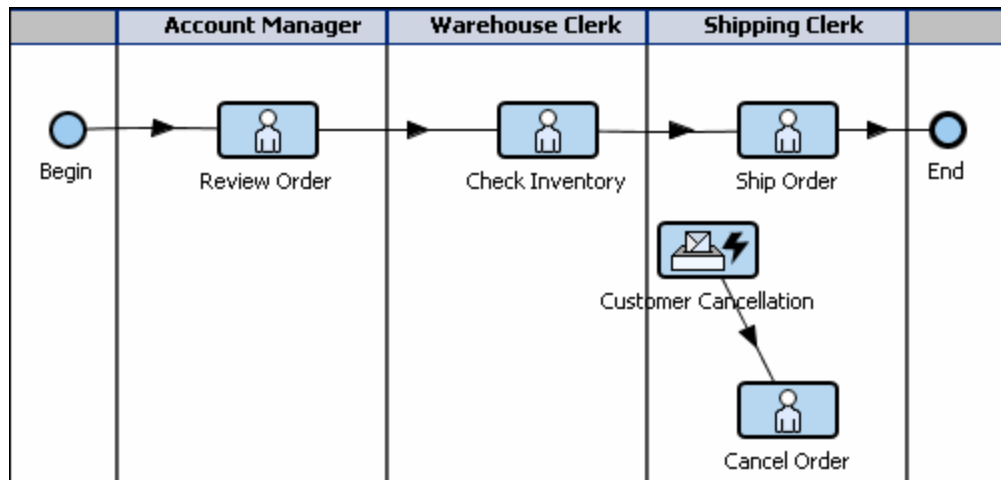 Account Manager
Warehouse Clerk
Shipping Clerk
Begin
Review Order
Check Inventory
Ship Order
End
Customer Cancellation
Cancel Order